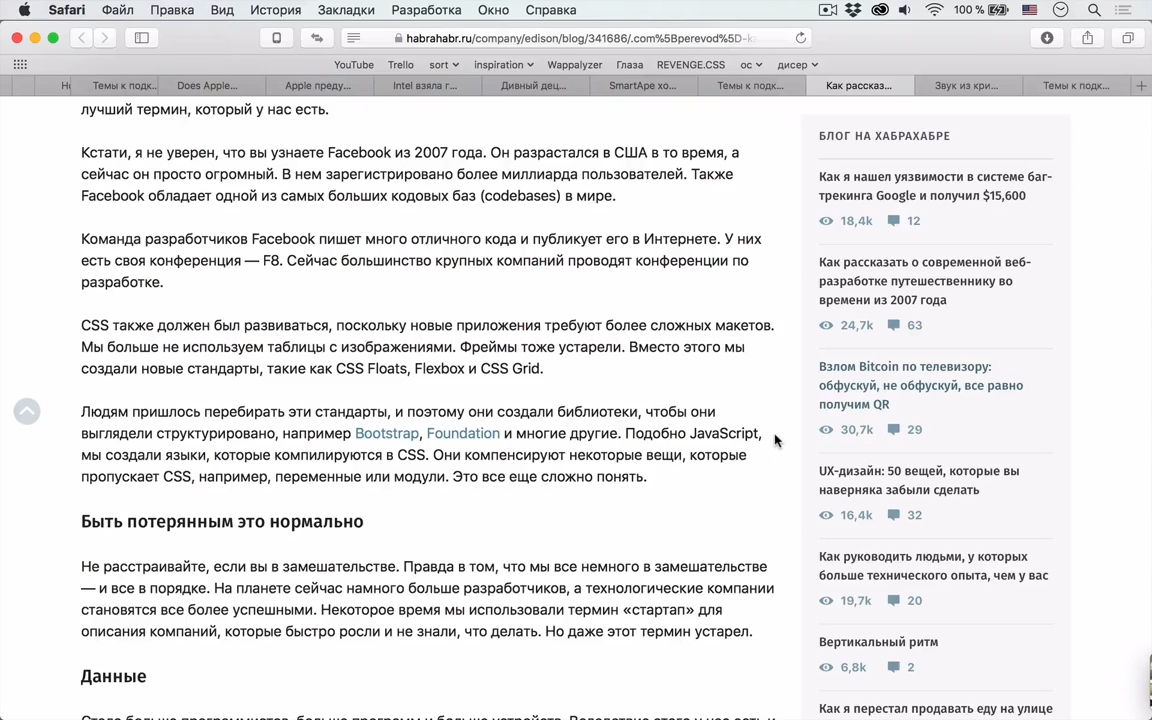 Safari Файл Правка Вид История Закладки Разработка Окно Справка 100 %
habrahabr.ru/company/edison/blog/341686/.com%5Bperevod%5D-k
YouTube Trello sort inspiration Wappalyzer Глаза REVENGE.CSS ос дисер
Темы к подк... Does Apple... Apple преду... Intel взяла г... Дивный дец... SmartApe хо... Темы к подк... Как рассказ... Звук из кри... Темы к подк...
лучший термин, который у нас есть.
Кстати, я не уверен, что вы узнаете Facebook из 2007 года. Он разрастался в США в то время, а
сейчас он просто огромный. В нем зарегистрировано более миллиарда пользователей. Также
Facebook обладает одной из самых больших кодовых баз (codebases) в мире.
Команда разработчиков Facebook пишет много отличного кода и публикует его в Интернете. У них
есть своя конференция — F8. Сейчас большинство крупных компаний проводят конференции по
разработке.
CSS также должен был развиваться, поскольку новые приложения требуют более сложных макетов.
Мы больше не используем таблицы с изображениями. Фреймы тоже устарели. Вместо этого мы
создали новые стандарты, такие как CSS Floats, Flexbox и CSS Grid.
Людям пришлось перебирать эти стандарты, и поэтому они создали библиотеки, чтобы они
выглядели структурировано, например Bootstrap, Foundation и многие другие. Подобно JavaScript,
мы создали языки, которые компилируются в CSS. Они компенсируют некоторые вещи, которые
пропускает CSS, например, переменные или модули. Это все еще сложно понять.
Быть потерянным это нормально
Не расстраивайте, если вы в замешательстве. Правда в том, что мы все немного в замешательстве
— и все в порядке. На планете сейчас намного больше разработчиков, а технологические компании
становятся все более успешными. Некоторое время мы использовали термин «стартап» для
описания компаний, которые быстро росли и не знали, что делать. Но даже этот термин устарел.
Данные
БЛОГ НА ХАБРАХАБРЕ
Как я нашел уязвимости в системе баг-
трекинга Google и получил $15,600
18,4k 12
Как рассказать о современной веб-
разработке путешественнику во
времени из 2007 года
24,7k 63
Взлом Bitcoin по телевизору:
обфускуй, не обфускуй, все равно
получим QR
30,7k 29
UX-дизайн: 50 вещей, которые вы
наверняка забыли сделать
16,4k 32
Как руководить людьми, у которых
больше технического опыта, чем у вас
19,7k 20
Вертикальный ритм
6,8k 2
Как я перестал продавать еду на улице